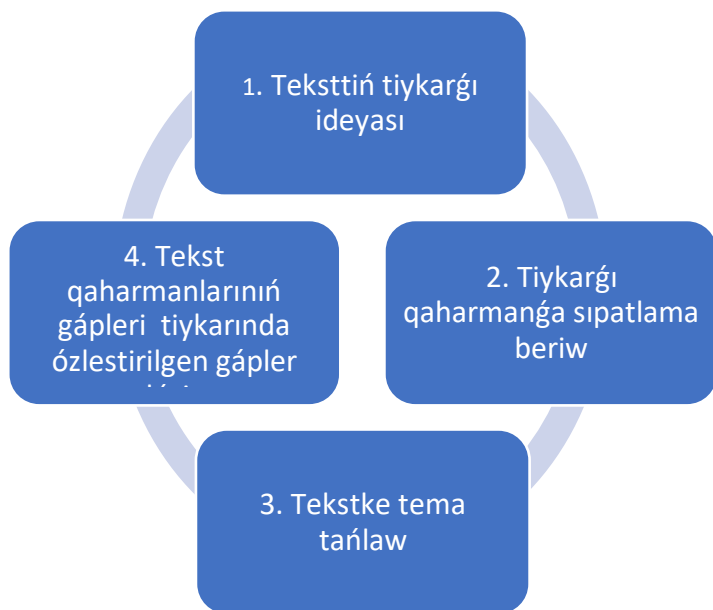 1. Teksttiń tiykarǵı
ideyası
2. Tiykarǵı
qaharmanǵa sıpatlama
beriw
3. Tekstke tema
tańlaw
4. Tekst
qaharmanlarınıń
gápleri tiykarında
ózlestirilgen gápler